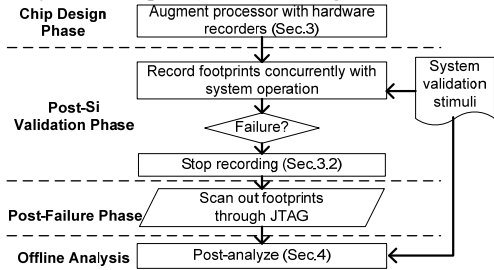 Chip Design
Phase
Augment processor with hardware
recorders (Sec.3)
Post-Si
Validation Phase
Record footprints concurrently with
system operation
System
validation
stimuli
Failure?
Stop recording (Sec.3.2)
Post-Failure Phase
Scan out footprints
through JTAG
Offline Analysis
Post-analyze (Sec.4)